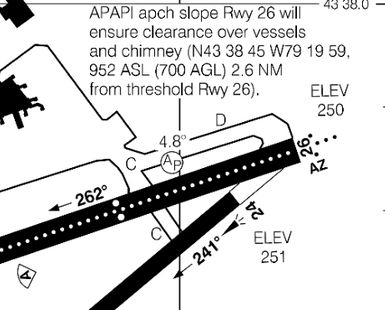 43 38.0
APAPI apch slope Rwy 26 will
ensure clearance over vessels
and chimney (N43 38 45 W79 19 59,
952 ASL (700 AGL) 2.6 NM
from threshold Rwy 26).
ELEV
250
D
4.8°
26
C
AP
AZ
262°
24
C
241°
ELEV
251
A